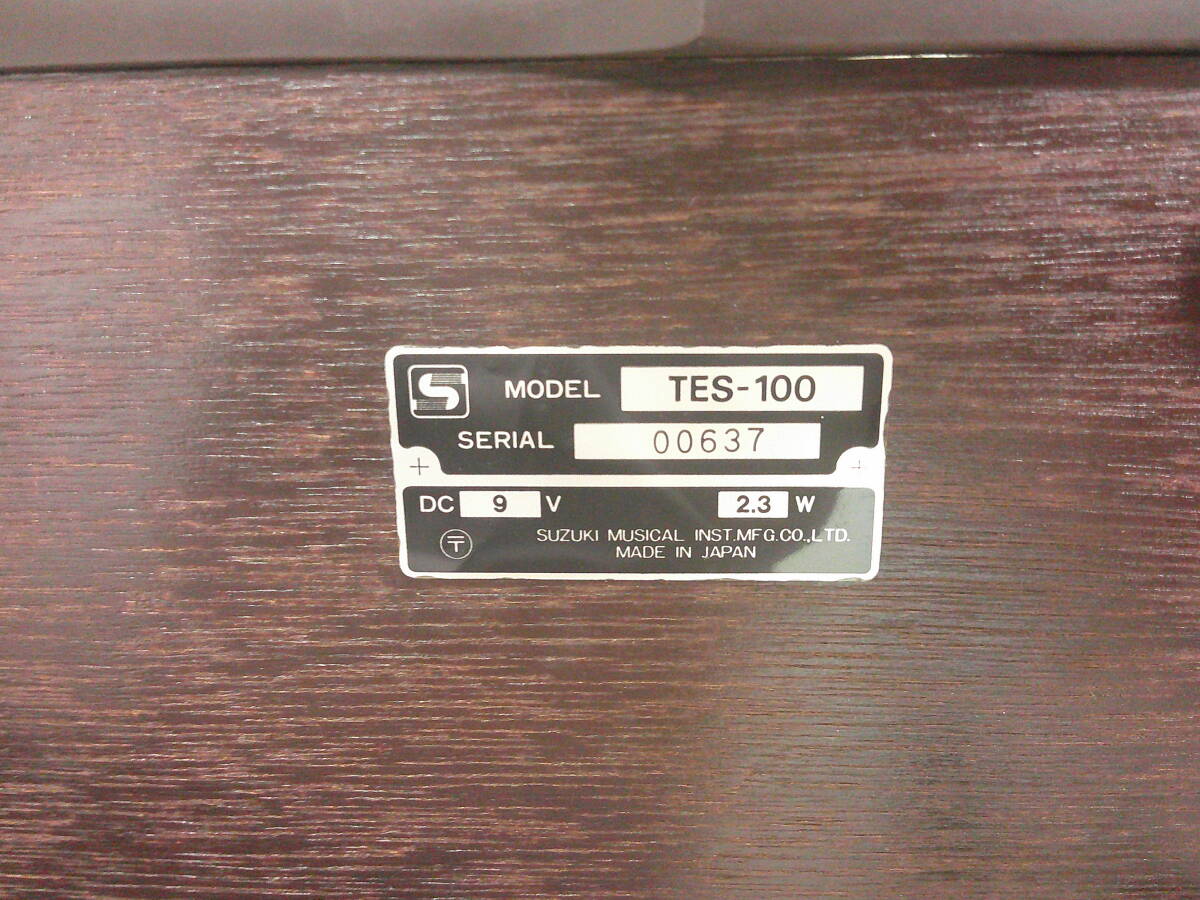 S MODEL TES-100
SERIAL 00637
DC 9 V 2.3 W
〒 SUZUKI MUSICAL INST.MFG.CO.,LTD.
MADE IN JAPAN